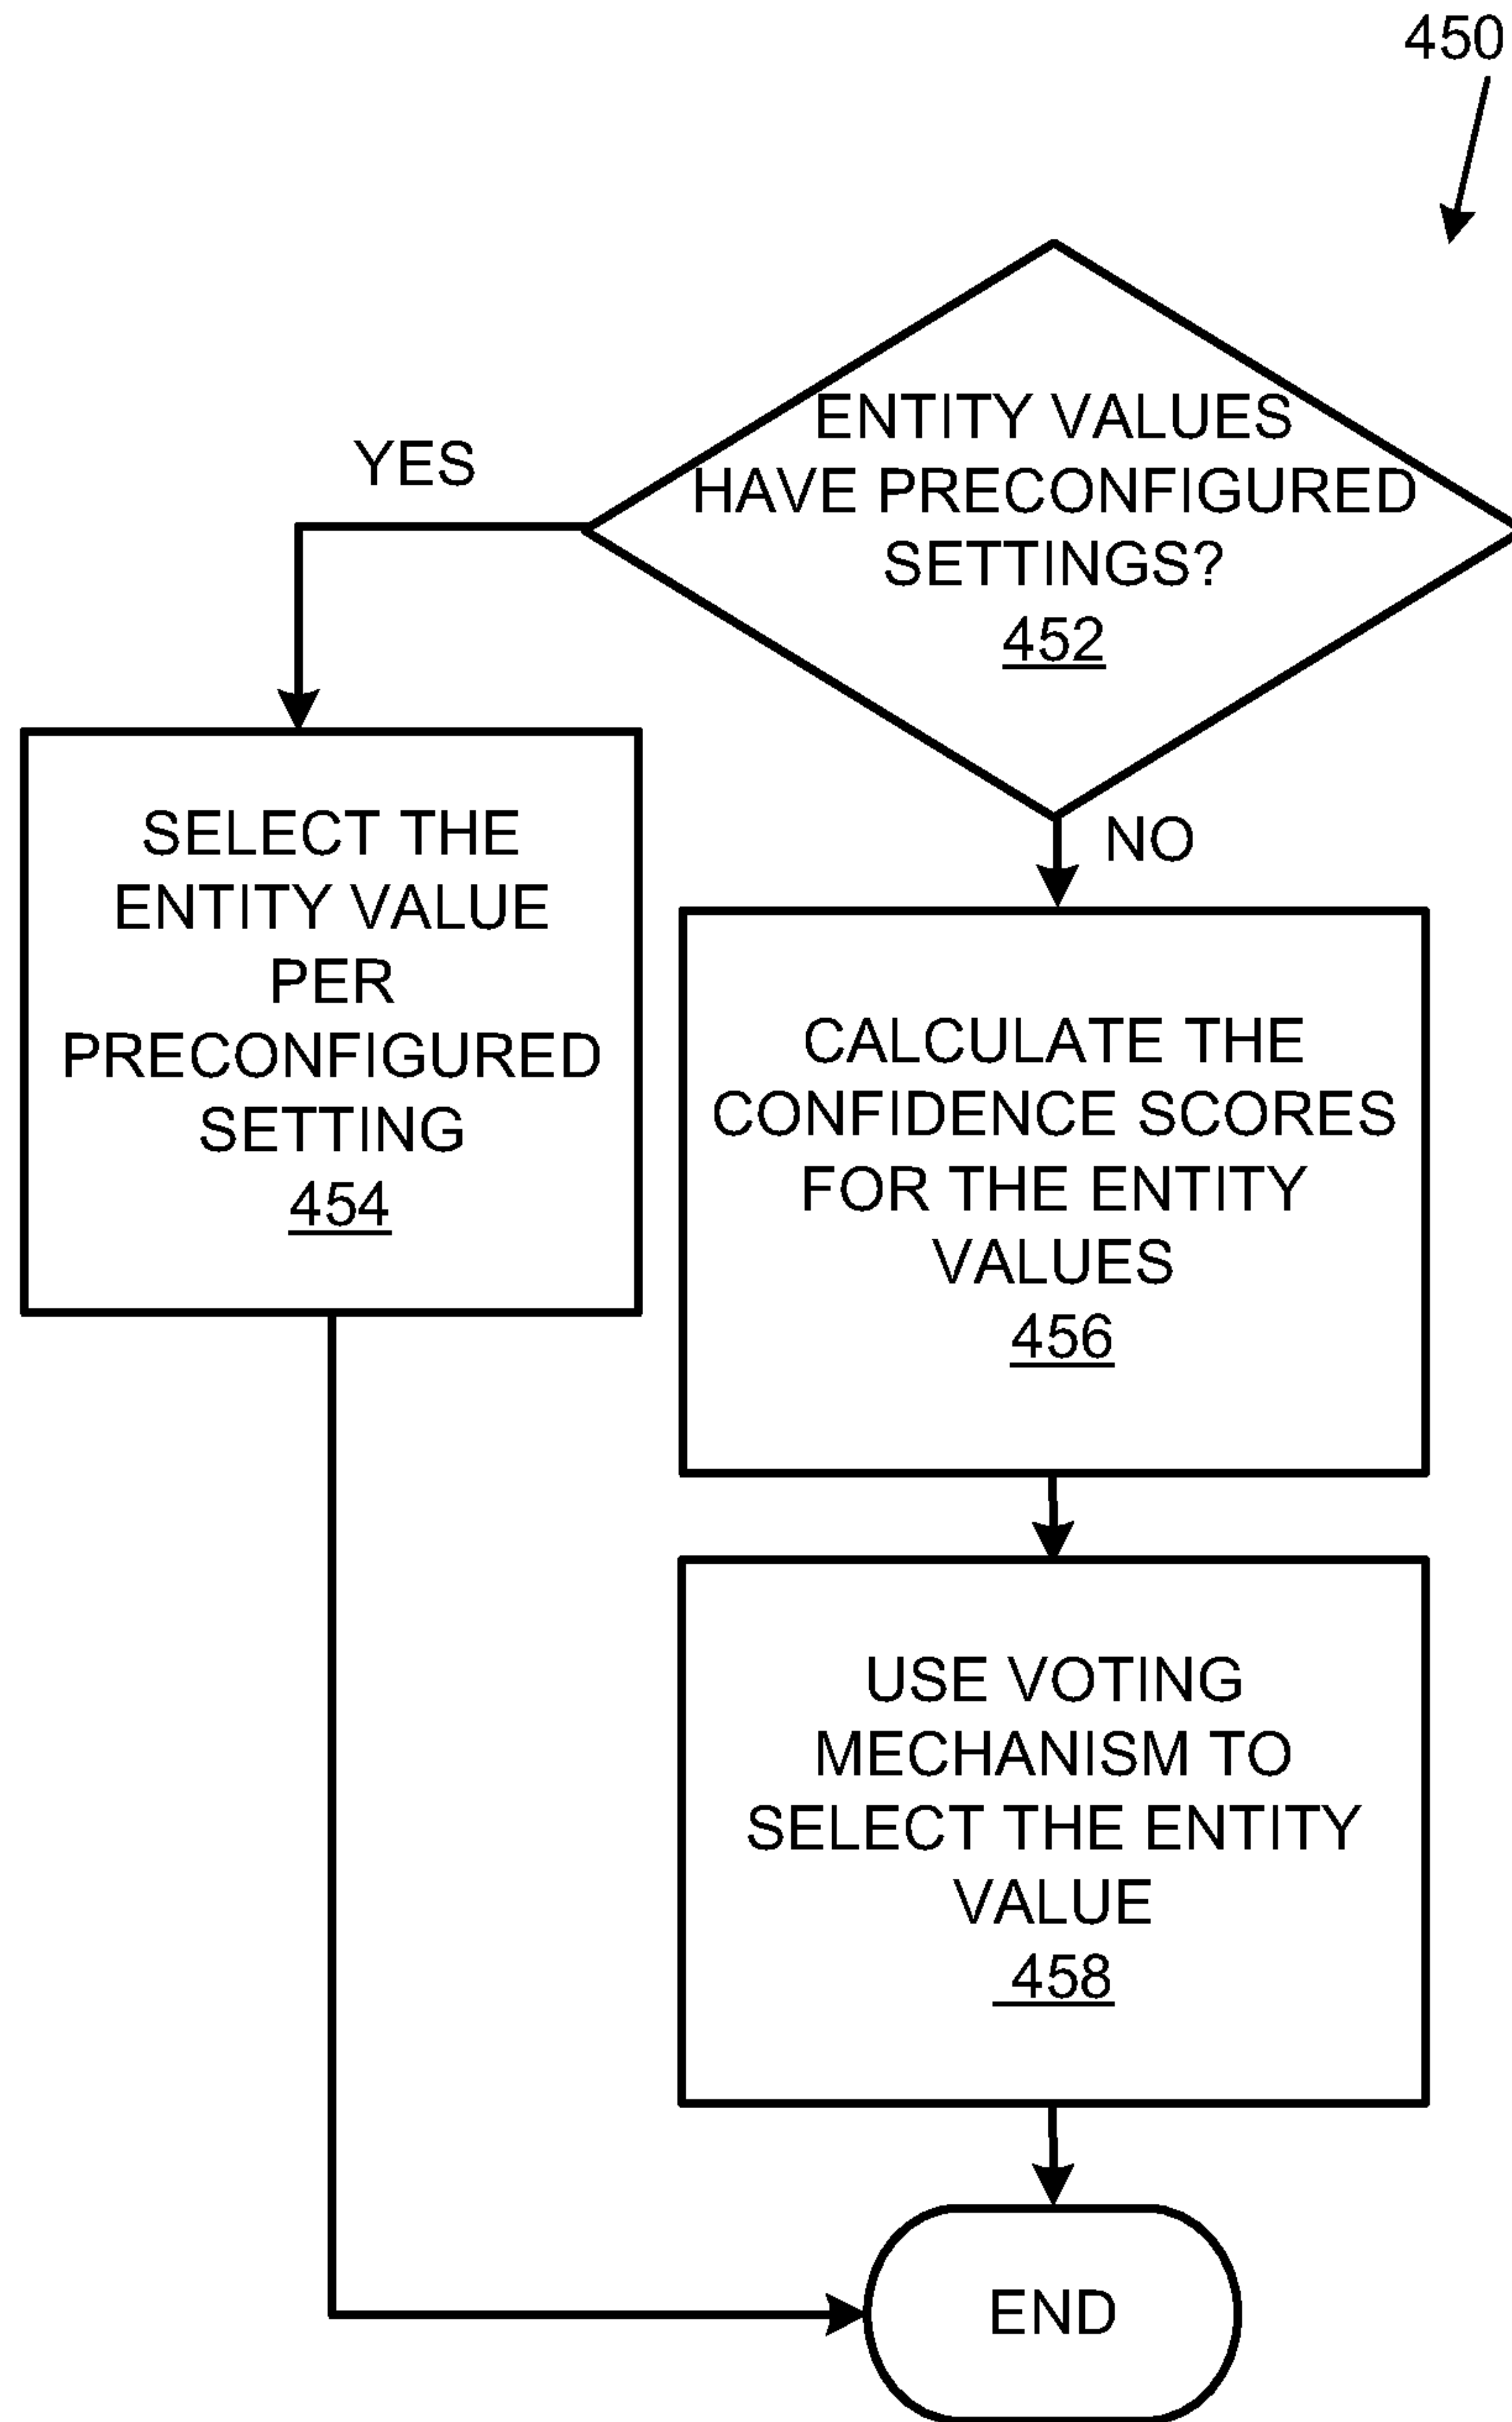 450
ENTITY VALUES
HAVE PRECONFIGURED
SETTINGS?
452
YES
NO
SELECT THE
ENTITY VALUE
PER
PRECONFIGURED
SETTING
454
CALCULATE THE
CONFIDENCE SCORES
FOR THE ENTITY
VALUES
456
USE VOTING
MECHANISM TO
SELECT THE ENTITY
VALUE
458
END